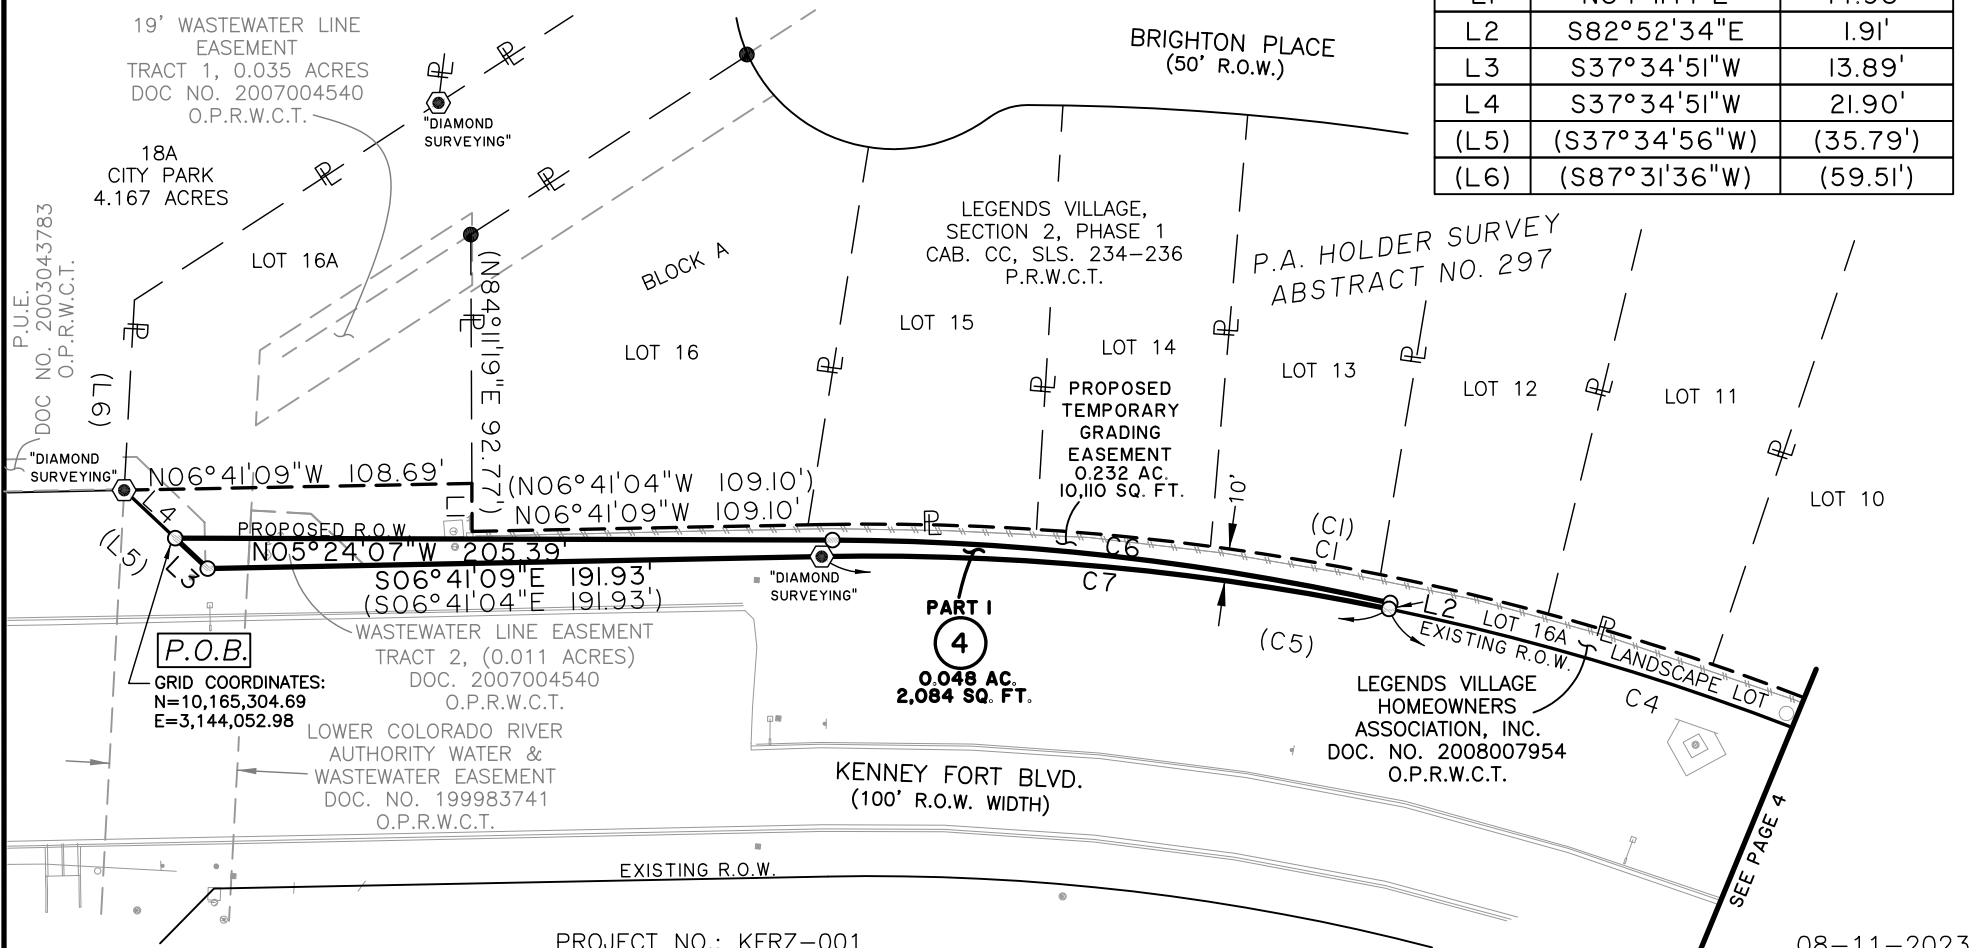 19' WASTEWATER LINE
EASEMENT
TRACT 1, 0.035 ACRES
DOC NO. 2007004540
O.P.R.W.C.T.
18A
CITY PARK
4.167 ACRES
LOT 16A
P.U.E.
DOC NO. 2003043783
O.P.R.W.C.T.
(L6)
"DIAMOND
SURVEYING"
BRIGHTON PLACE
(50' R.O.W.)
L2 S82°52'34"E 1.91'
L3 S37°34'51"W 13.89'
L4 S37°34'51"W 21.90'
(L5) (S37°34'56"W) (35.79')
(L6) (S87°31'36"W) (59.51')
BLOCK A
LEGENDS VILLAGE,
SECTION 2, PHASE 1
CAB. CC, SLS. 234-236
P.R.W.C.T.
P.A. HOLDER SURVEY
ABSTRACT NO. 297
(N84°11'19"E 92.77')
LOT 16
LOT 15
LOT 14
LOT 13
LOT 12
LOT 11
LOT 10
PROPOSED
TEMPORARY
GRADING
EASEMENT
0.232 AC.
10,110 SQ. FT.
10'
"DIAMOND
SURVEYING"
N06°41'09"W 108.69'
L1
(N06°41'04"W 109.10')
N06°41'09"W 109.10'
(C1)
C1
L4
(L5)
L3
PROPOSED R.O.W.
N05°24'07"W 205.39'
S06°41'09"E 191.93'
(S06°41'04"E 191.93')
"DIAMOND
SURVEYING"
C6
C7
L2
LOT 16A
LANDSCAPE LOT
EXISTING R.O.W.
(C5)
C4
PART 1
4
0.048 AC.
2,084 SQ. FT.
P.O.B.
GRID COORDINATES:
N=10,165,304.69
E=3,144,052.98
WASTEWATER LINE EASEMENT
TRACT 2, (0.011 ACRES)
DOC. 2007004540
O.P.R.W.C.T.
LOWER COLORADO RIVER
AUTHORITY WATER &
WASTEWATER EASEMENT
DOC. NO. 199983741
O.P.R.W.C.T.
LEGENDS VILLAGE
HOMEOWNERS
ASSOCIATION, INC.
DOC. NO. 2008007954
O.P.R.W.C.T.
KENNEY FORT BLVD.
(100' R.O.W. WIDTH)
SEE PAGE 4
EXISTING R.O.W.
PROJECT NO.: KFRZ-001
08-11-2023